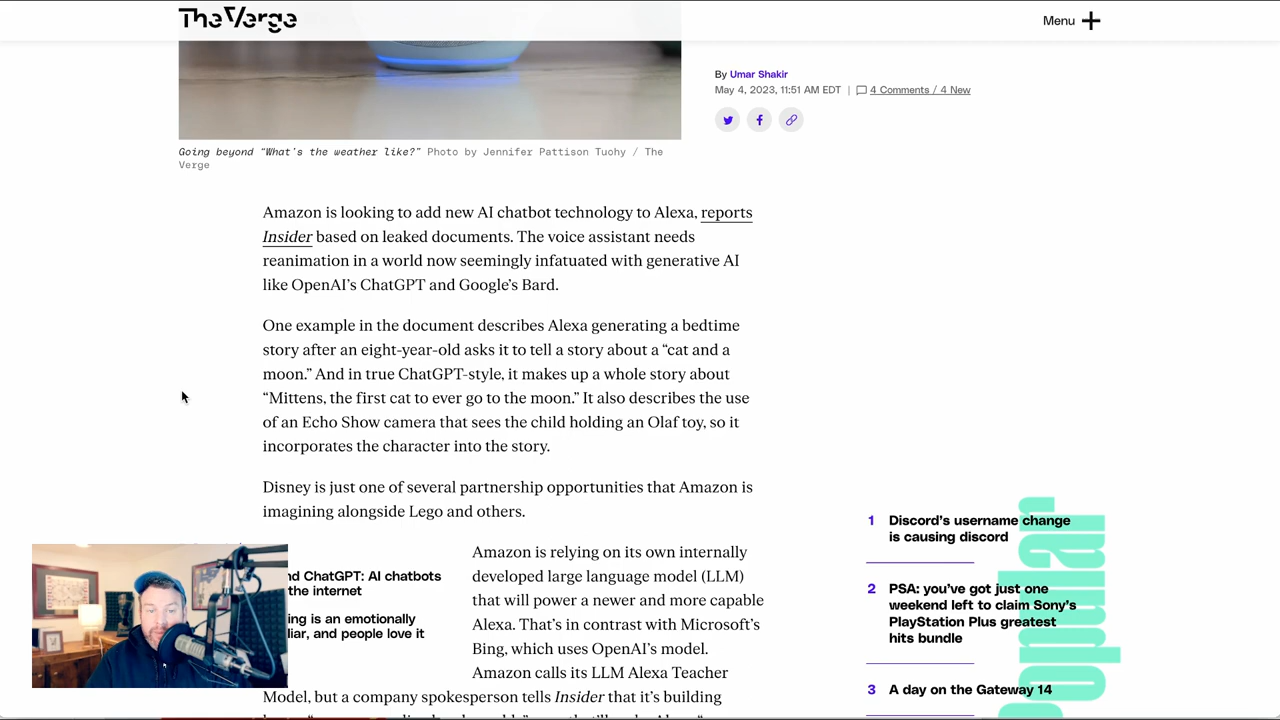 The Verge
Menu
By Umar Shakir
May 4, 2023, 11:51 AM EDT | 4 Comments / 4 New
Going beyond “What’s the weather like?” Photo by Jennifer Pattison Tuohy / The
Verge
Amazon is looking to add new AI chatbot technology to Alexa, reports
Insider based on leaked documents. The voice assistant needs
reanimation in a world now seemingly infatuated with generative AI
like OpenAI’s ChatGPT and Google’s Bard.
One example in the document describes Alexa generating a bedtime
story after an eight-year-old asks it to tell a story about a “cat and a
moon.” And in true ChatGPT-style, it makes up a whole story about
“Mittens, the first cat to ever go to the moon.” It also describes the use
of an Echo Show camera that sees the child holding an Olaf toy, so it
incorporates the character into the story.
Disney is just one of several partnership opportunities that Amazon is
imagining alongside Lego and others.
nd ChatGPT: AI chatbots
the internet
ing is an emotionally
liar, and people love it
Amazon is relying on its own internally
developed large language model (LLM)
that will power a newer and more capable
Alexa. That’s in contrast with Microsoft’s
Bing, which uses OpenAI’s model.
Amazon calls its LLM Alexa Teacher
Model, but a company spokesperson tells Insider that it’s building
popular
1 Discord’s username change
is causing discord
2 PSA: you’ve got just one
weekend left to claim Sony’s
PlayStation Plus greatest
hits bundle
3 A day on the Gateway 14